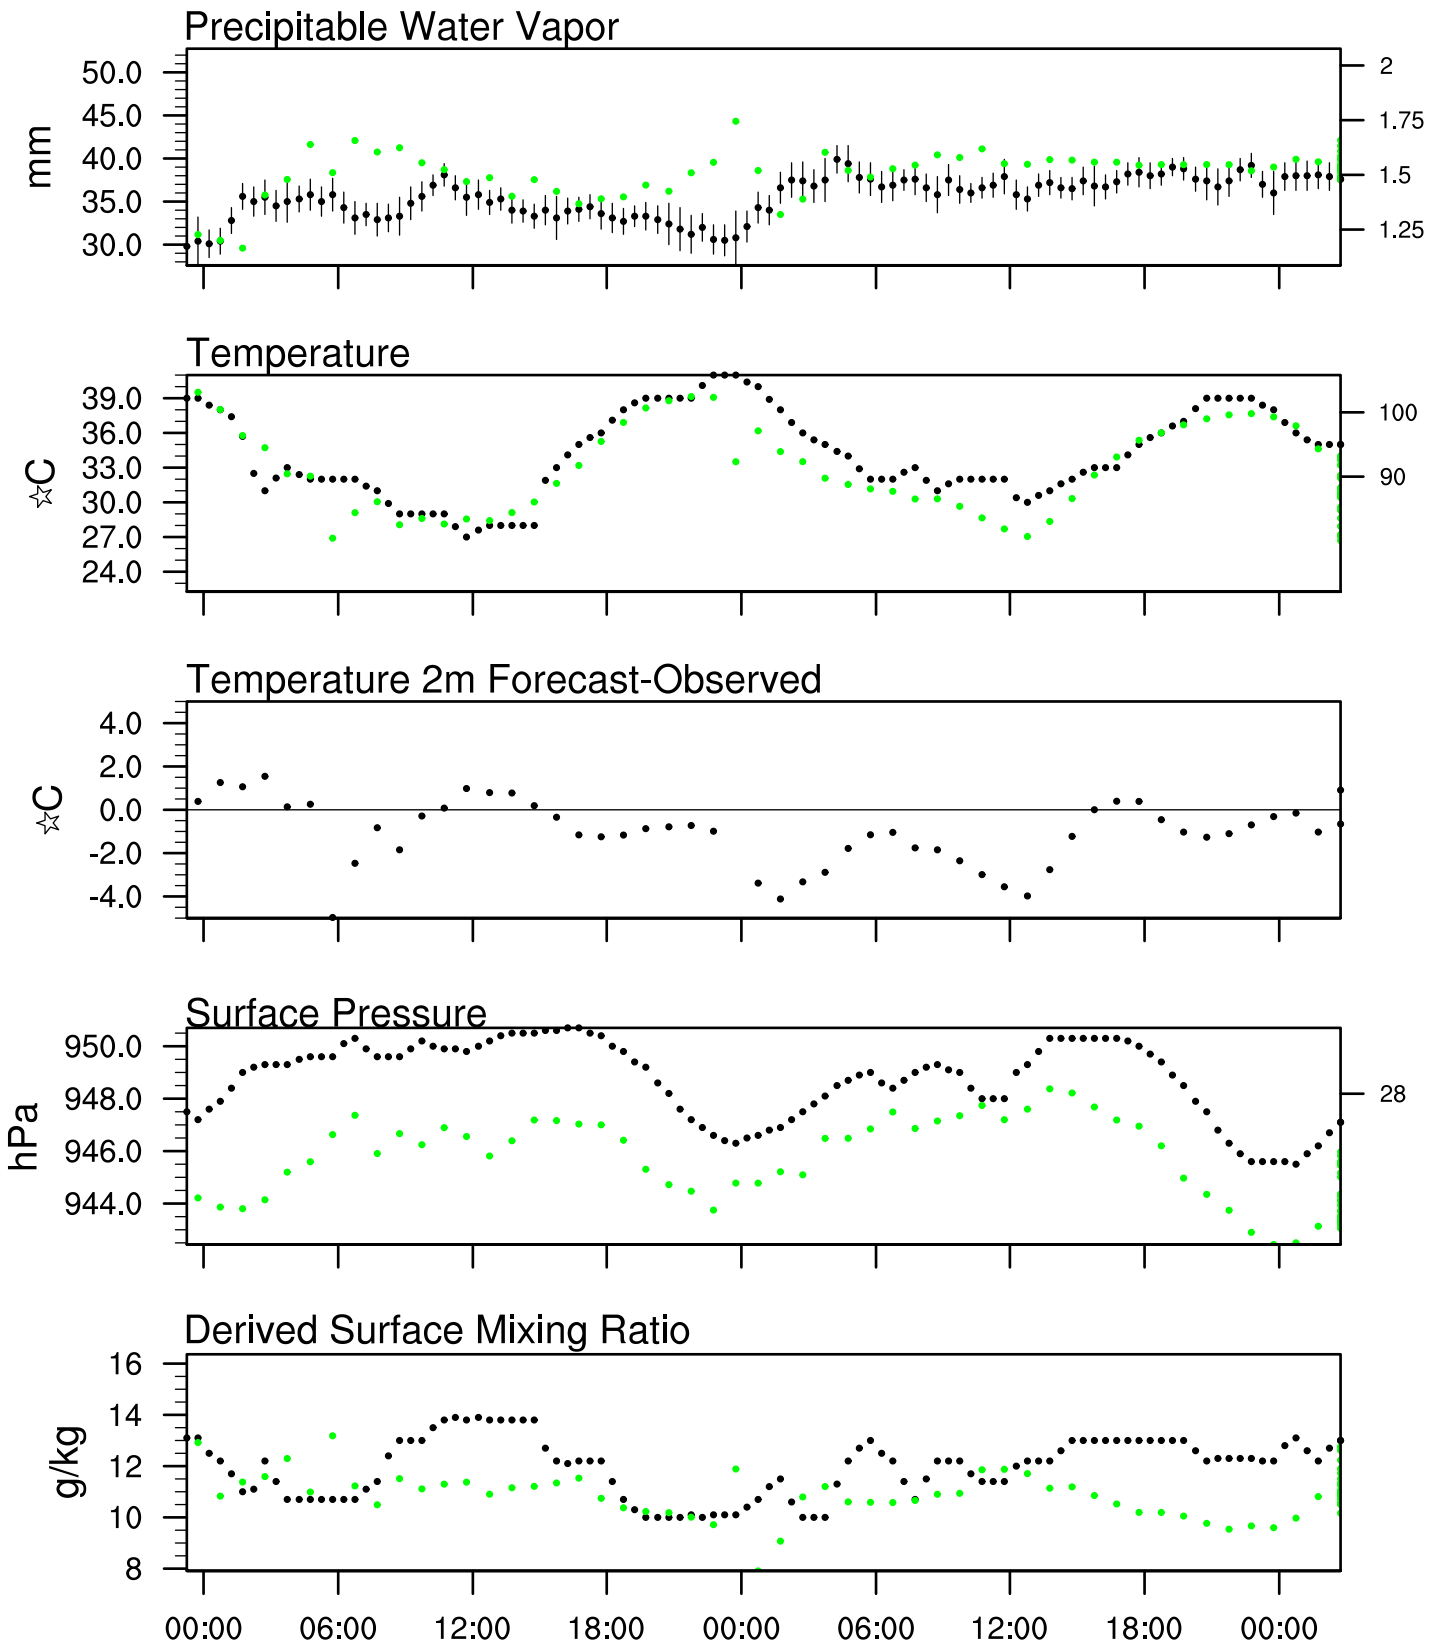 Precipitable Water Vapor
50.0
45.0
40.0
35.0
30.0
mm
2
1.75
1.5
1.25
Temperature
39.0
36.0
33.0
30.0
27.0
24.0
☆C
100
90
Temperature 2m Forecast-Observed
4.0
2.0
0.0
-2.0
-4.0
☆C
Surface Pressure
950.0
948.0
946.0
944.0
hPa
28
Derived Surface Mixing Ratio
16
14
12
10
8
g/kg
00:00 06:00 12:00 18:00 00:00 06:00 12:00 18:00 00:00